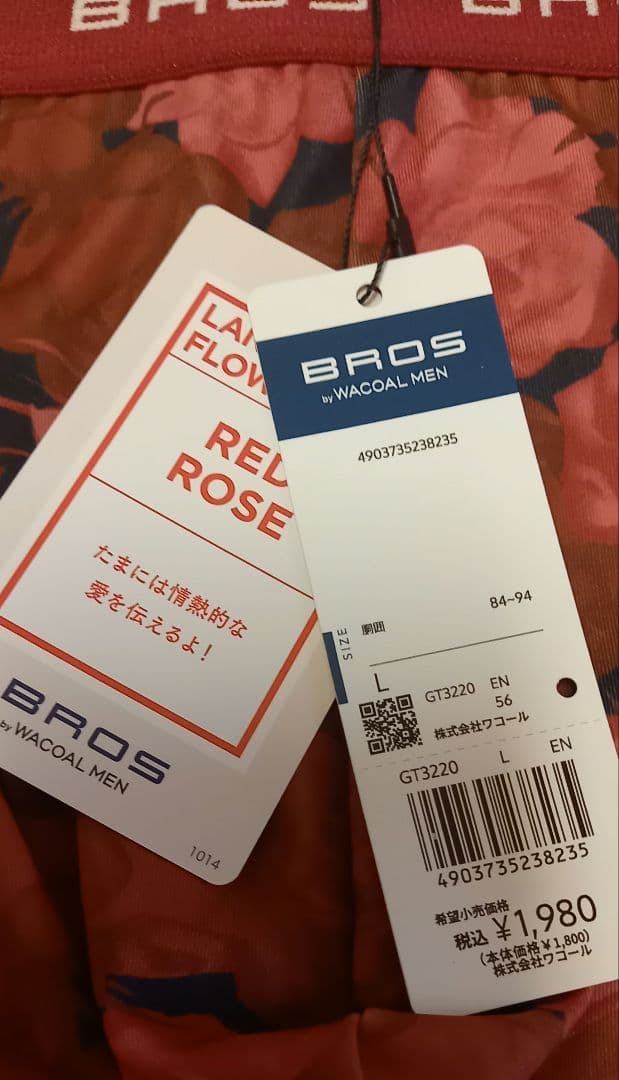 BROS
LAN
FLOW
RED
ROSE
たまには情熱的な
愛を伝えるよ!
BROS
by WACOAL MEN
1014
BROS
by WACOAL MEN
4903735238235
SIZE
胴囲
84~94
L
GT3220 EN
56
株式会社ワコール
GT3220 L EN
4903735238235
希望小売価格
税込 ¥1,980
(本体価格¥1,800)
株式会社ワコール